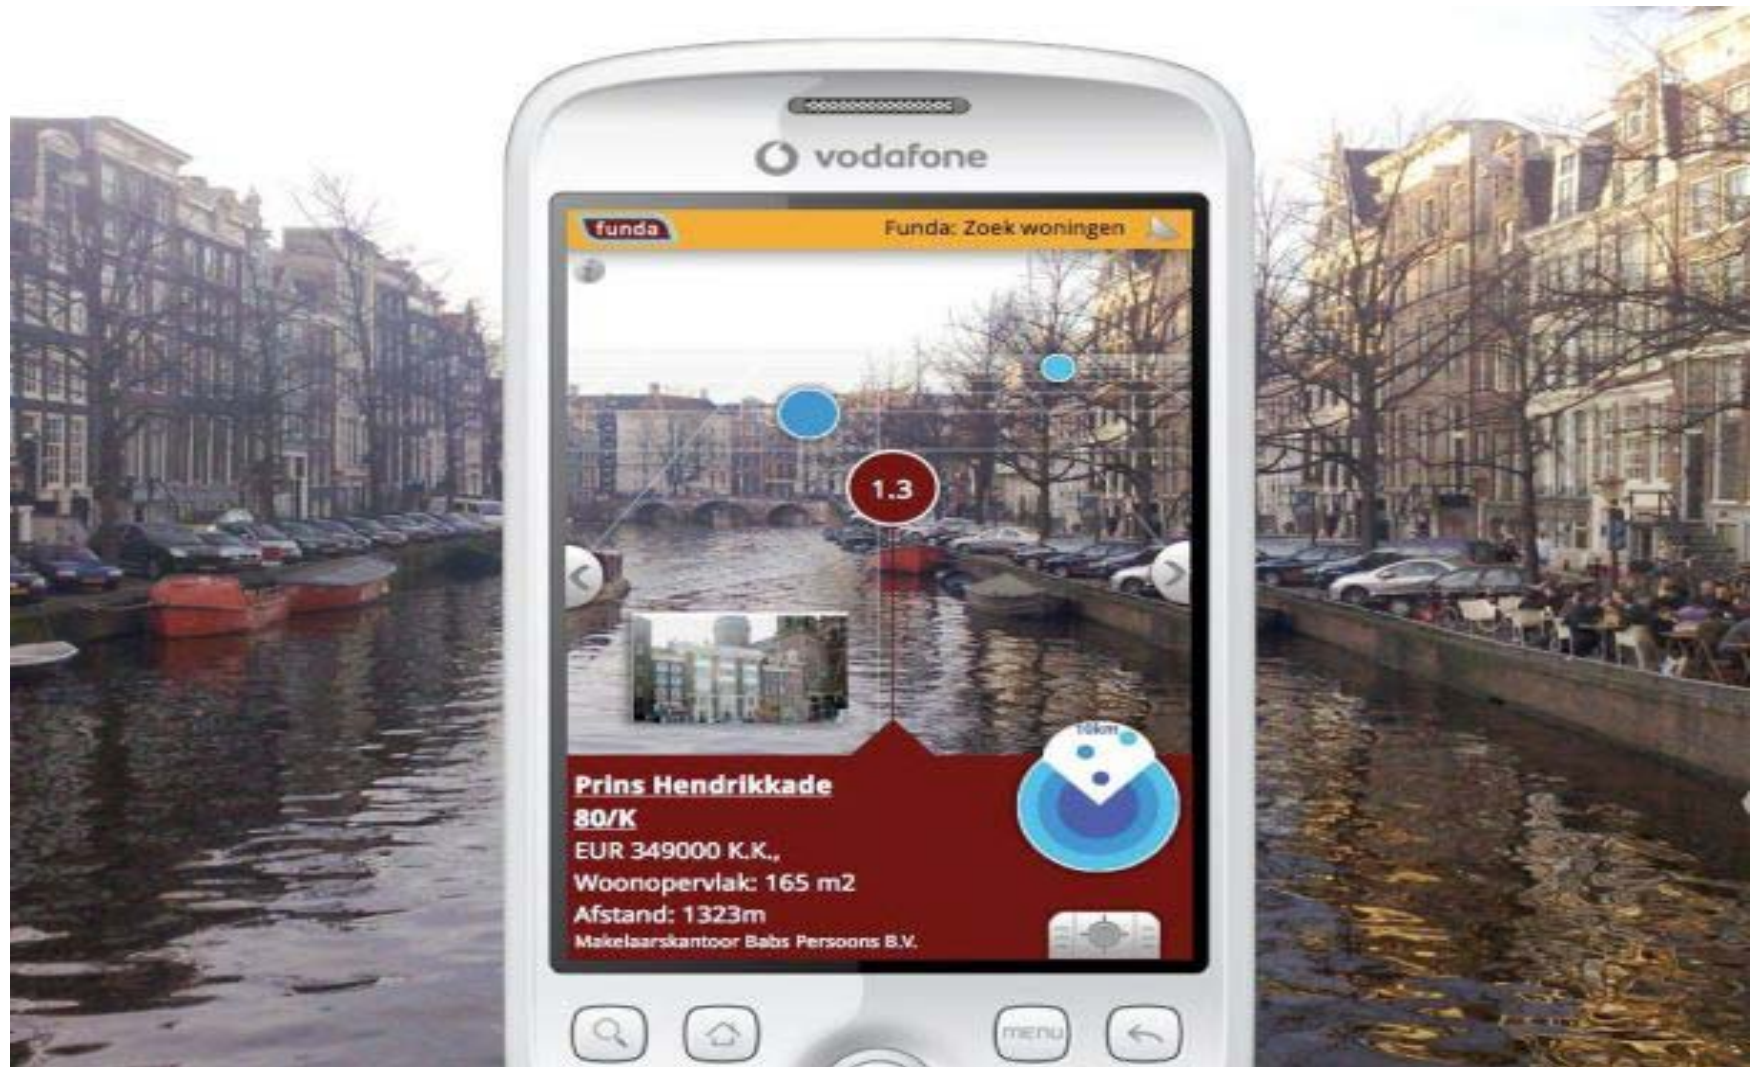 vodafone
funda
Funda: Zoek woningen
1.3
10km
Prins Hendrikkade
80/K
EUR 349000 K.K.,
Woonopervlak: 165 m2
Afstand: 1323m
Makelaarskantoor Babs Persoons B.V.
menu